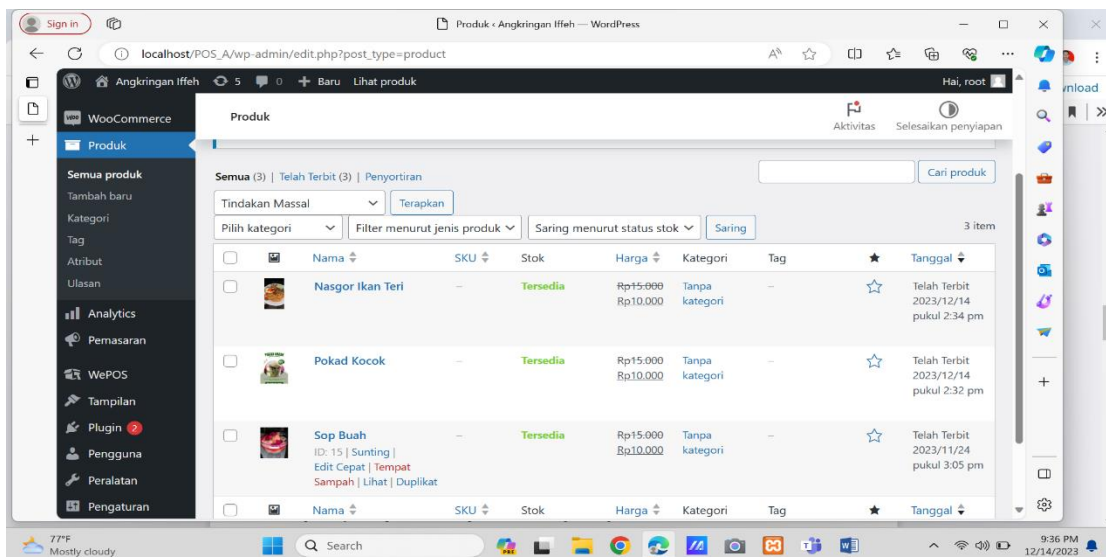 Sign in
Produk ‹ Angkringan Iffeh — WordPress
localhost/POS_A/wp-admin/edit.php?post_type=product
Angkringan Iffeh 5 0 + Baru Lihat produk
Hai, root
vnload
WooCommerce
Produk
Semua produk
Tambah baru
Kategori
Tag
Atribut
Ulasan
Analytics
Pemasaran
WePOS
Tampilan
Plugin 2
Pengguna
Peralatan
Pengaturan
Produk
Aktivitas
Selesaikan penyiapan
Semua (3) | Telah Terbit (3) | Penyortiran
Cari produk
Tindakan Massal
Terapkan
Pilih kategori
Filter menurut jenis produk
Saring menurut status stok
Saring
3 item
Nama SKU Stok Harga Kategori Tag Tanggal
Nasgor Ikan Teri
–
Tersedia
Rp15.000
Rp10.000
Tanpa
kategori
–
Telah Terbit
2023/12/14
pukul 2:34 pm
Pokad Kocok
–
Tersedia
Rp15.000
Rp10.000
Tanpa
kategori
–
Telah Terbit
2023/12/14
pukul 2:32 pm
Sop Buah
ID: 15 | Sunting |
Edit Cepat | Tempat
Sampah | Lihat | Duplikat
–
Tersedia
Rp15.000
Rp10.000
Tanpa
kategori
–
Telah Terbit
2023/11/24
pukul 3:05 pm
Nama SKU Stok Harga Kategori Tag Tanggal
77°F
Mostly cloudy
Search
9:36 PM
12/14/2023